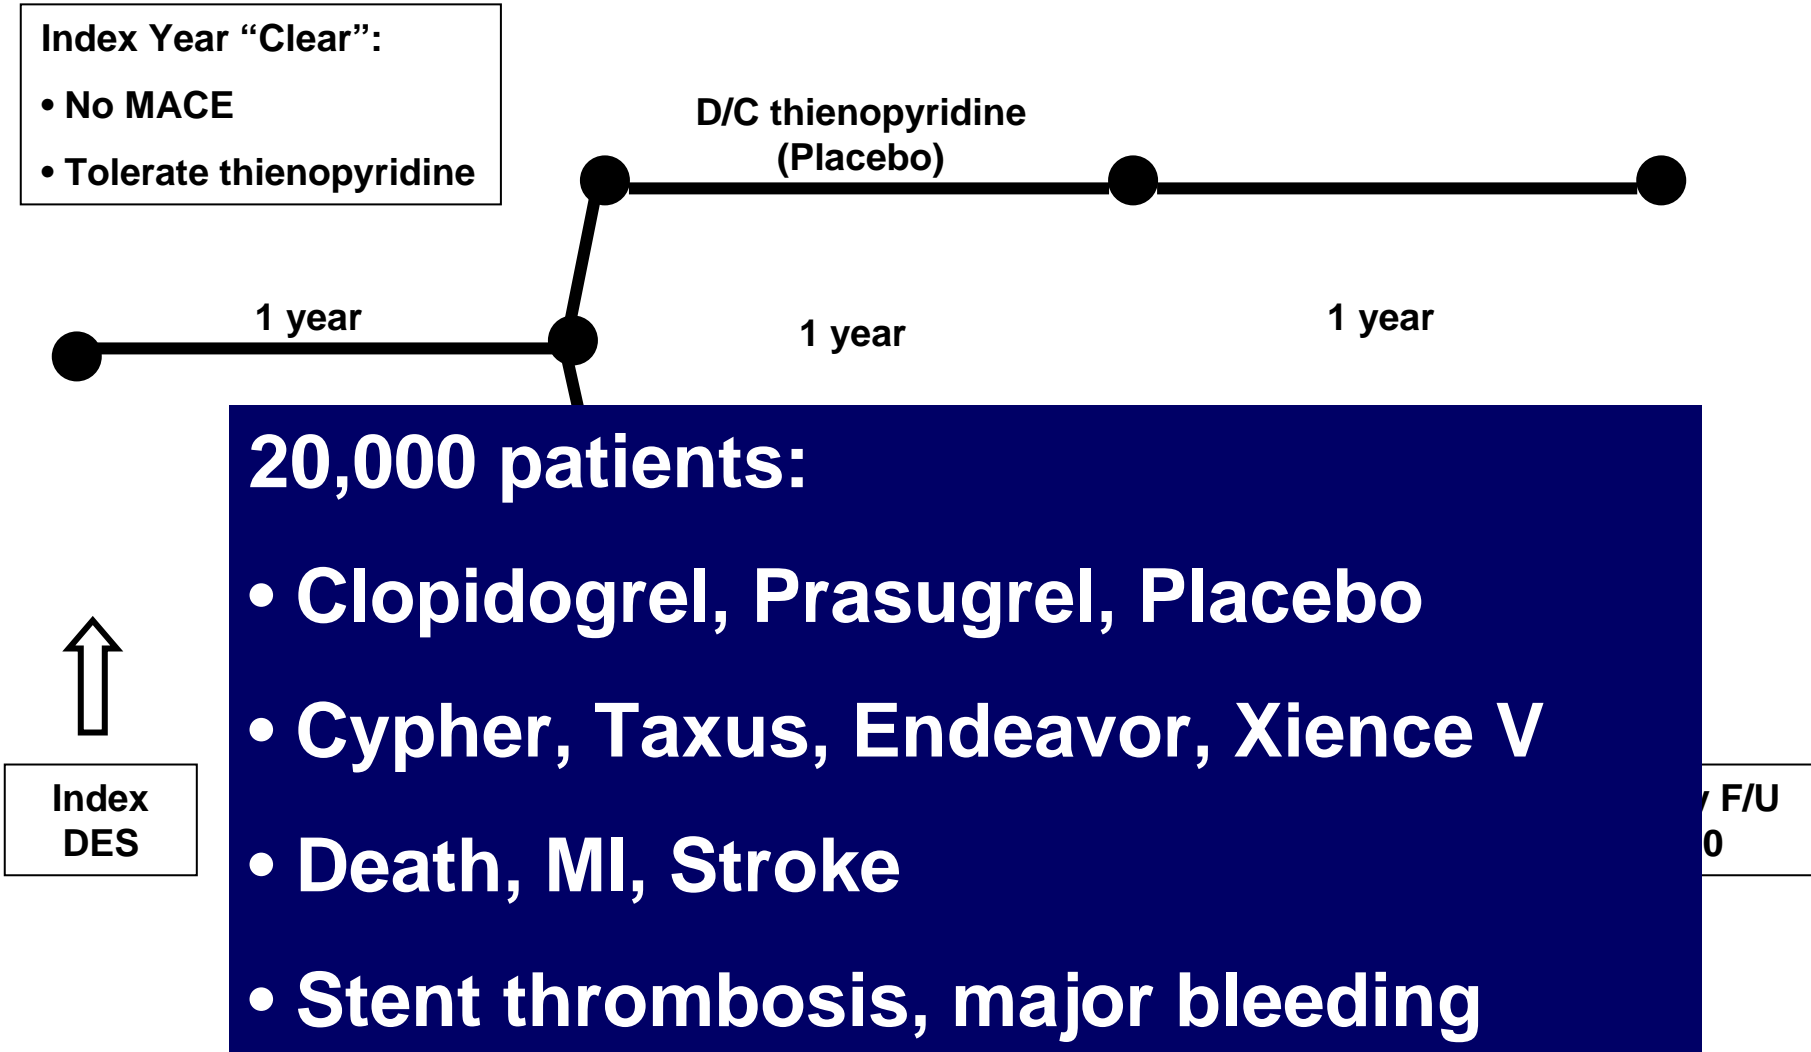 Index Year “Clear”:
• No MACE
• Tolerate thienopyridine
D/C thienopyridine
(Placebo)
1 year
1 year
1 year
20,000 patients:
• Clopidogrel, Prasugrel, Placebo
• Cypher, Taxus, Endeavor, Xience V
• Death, MI, Stroke
• Stent thrombosis, major bleeding
Index
DES
F/U
0